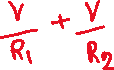 V/R₁ + V/R₂